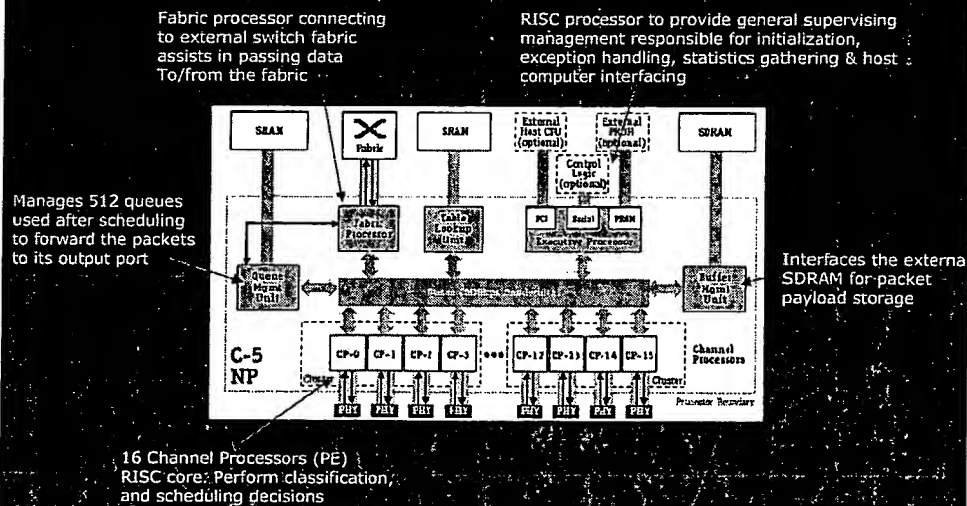 Fabric processor connecting
to external switch fabric
assists in passing data
To/from the fabric
RISC processor to provide general supervising
management responsible for initialization,
exception handling, statistics gathering & host
computer interfacing
SRAM
Fabric
SRAM
External
Host CPU
(optional)
External
PROM
(optional)
Control
Logic
(optional)
SDRAM
Manages 512 queues
used after scheduling
to forward the packets
to its output port
Fabric
Processor
Table
Lookup
Unit
PCI
Serial
PROM
Executive Processor
Queue
Mgmt
Unit
Buffer
Mgmt
Unit
Interfaces the externa
SDRAM for packet
payload storage
C-5
NP
CP-0
CP-1
CP-2
CP-3
CP-12
CP-13
CP-14
CP-15
Channel
Processors
Cluster
Cluster
PHY
PHY
PHY
PHY
PHY
PHY
PHY
PHY
Processor Boundary
16 Channel Processors (PE)
RISC core: Perform classification,
and scheduling decisions